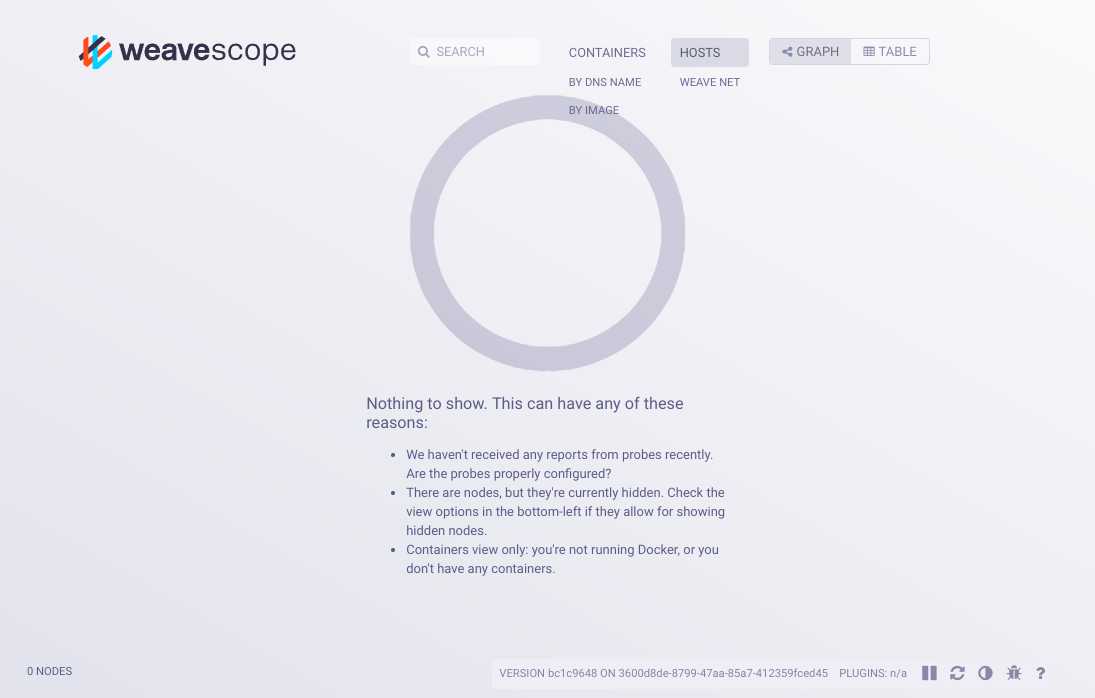 weavescope
SEARCH
CONTAINERS
BY DNS NAME
BY IMAGE
HOSTS
WEAVE NET
GRAPH
TABLE
Nothing to show. This can have any of these
reasons:
• We haven't received any reports from probes recently.
Are the probes properly configured?
• There are nodes, but they're currently hidden. Check the
view options in the bottom-left if they allow for showing
hidden nodes.
• Containers view only: you're not running Docker, or you
don't have any containers.
0 NODES
VERSION bc1c9648 ON 3600d8de-8799-47aa-85a7-412359fced45 PLUGINS: n/a
?